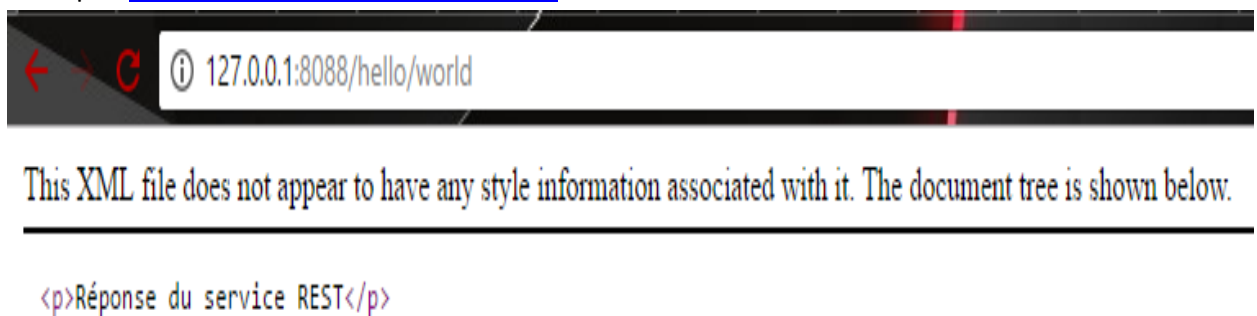 127.0.0.1:8088/hello/world
This XML file does not appear to have any style information associated with it. The document tree is shown below.
<p>Réponse du service REST</p>